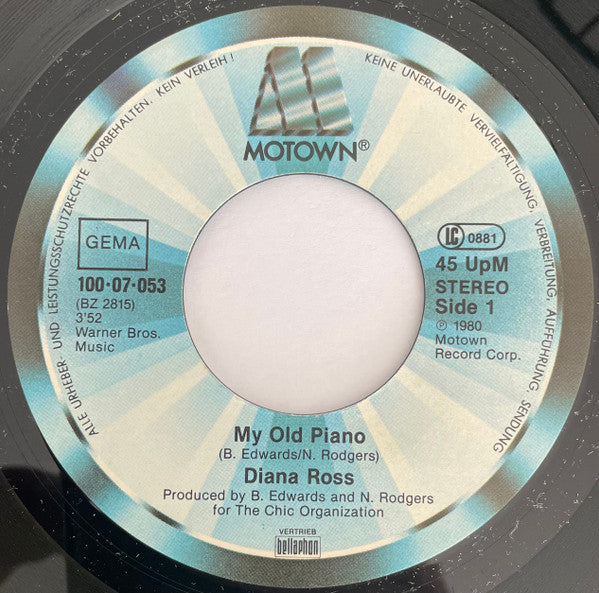 ALLE URHEBER- UND LEISTUNGSSCHUTZRECHTE VORBEHALTEN. KEIN VERLEIH! KEINE UNERLAUBTE VERVIELFÄLTIGUNG, VERBREITUNG, AUFFÜHRUNG, SENDUNG
MOTOWN®
GEMA
100·07·053
(BZ 2815)
3'52
Warner Bros.
Music
LC 0881
45 UpM
STEREO
Side 1
℗ 1980
Motown
Record Corp.
My Old Piano
(B. Edwards/N. Rodgers)
Diana Ross
Produced by B. Edwards and N. Rodgers
for The Chic Organization
VERTRIEB
bellaphon